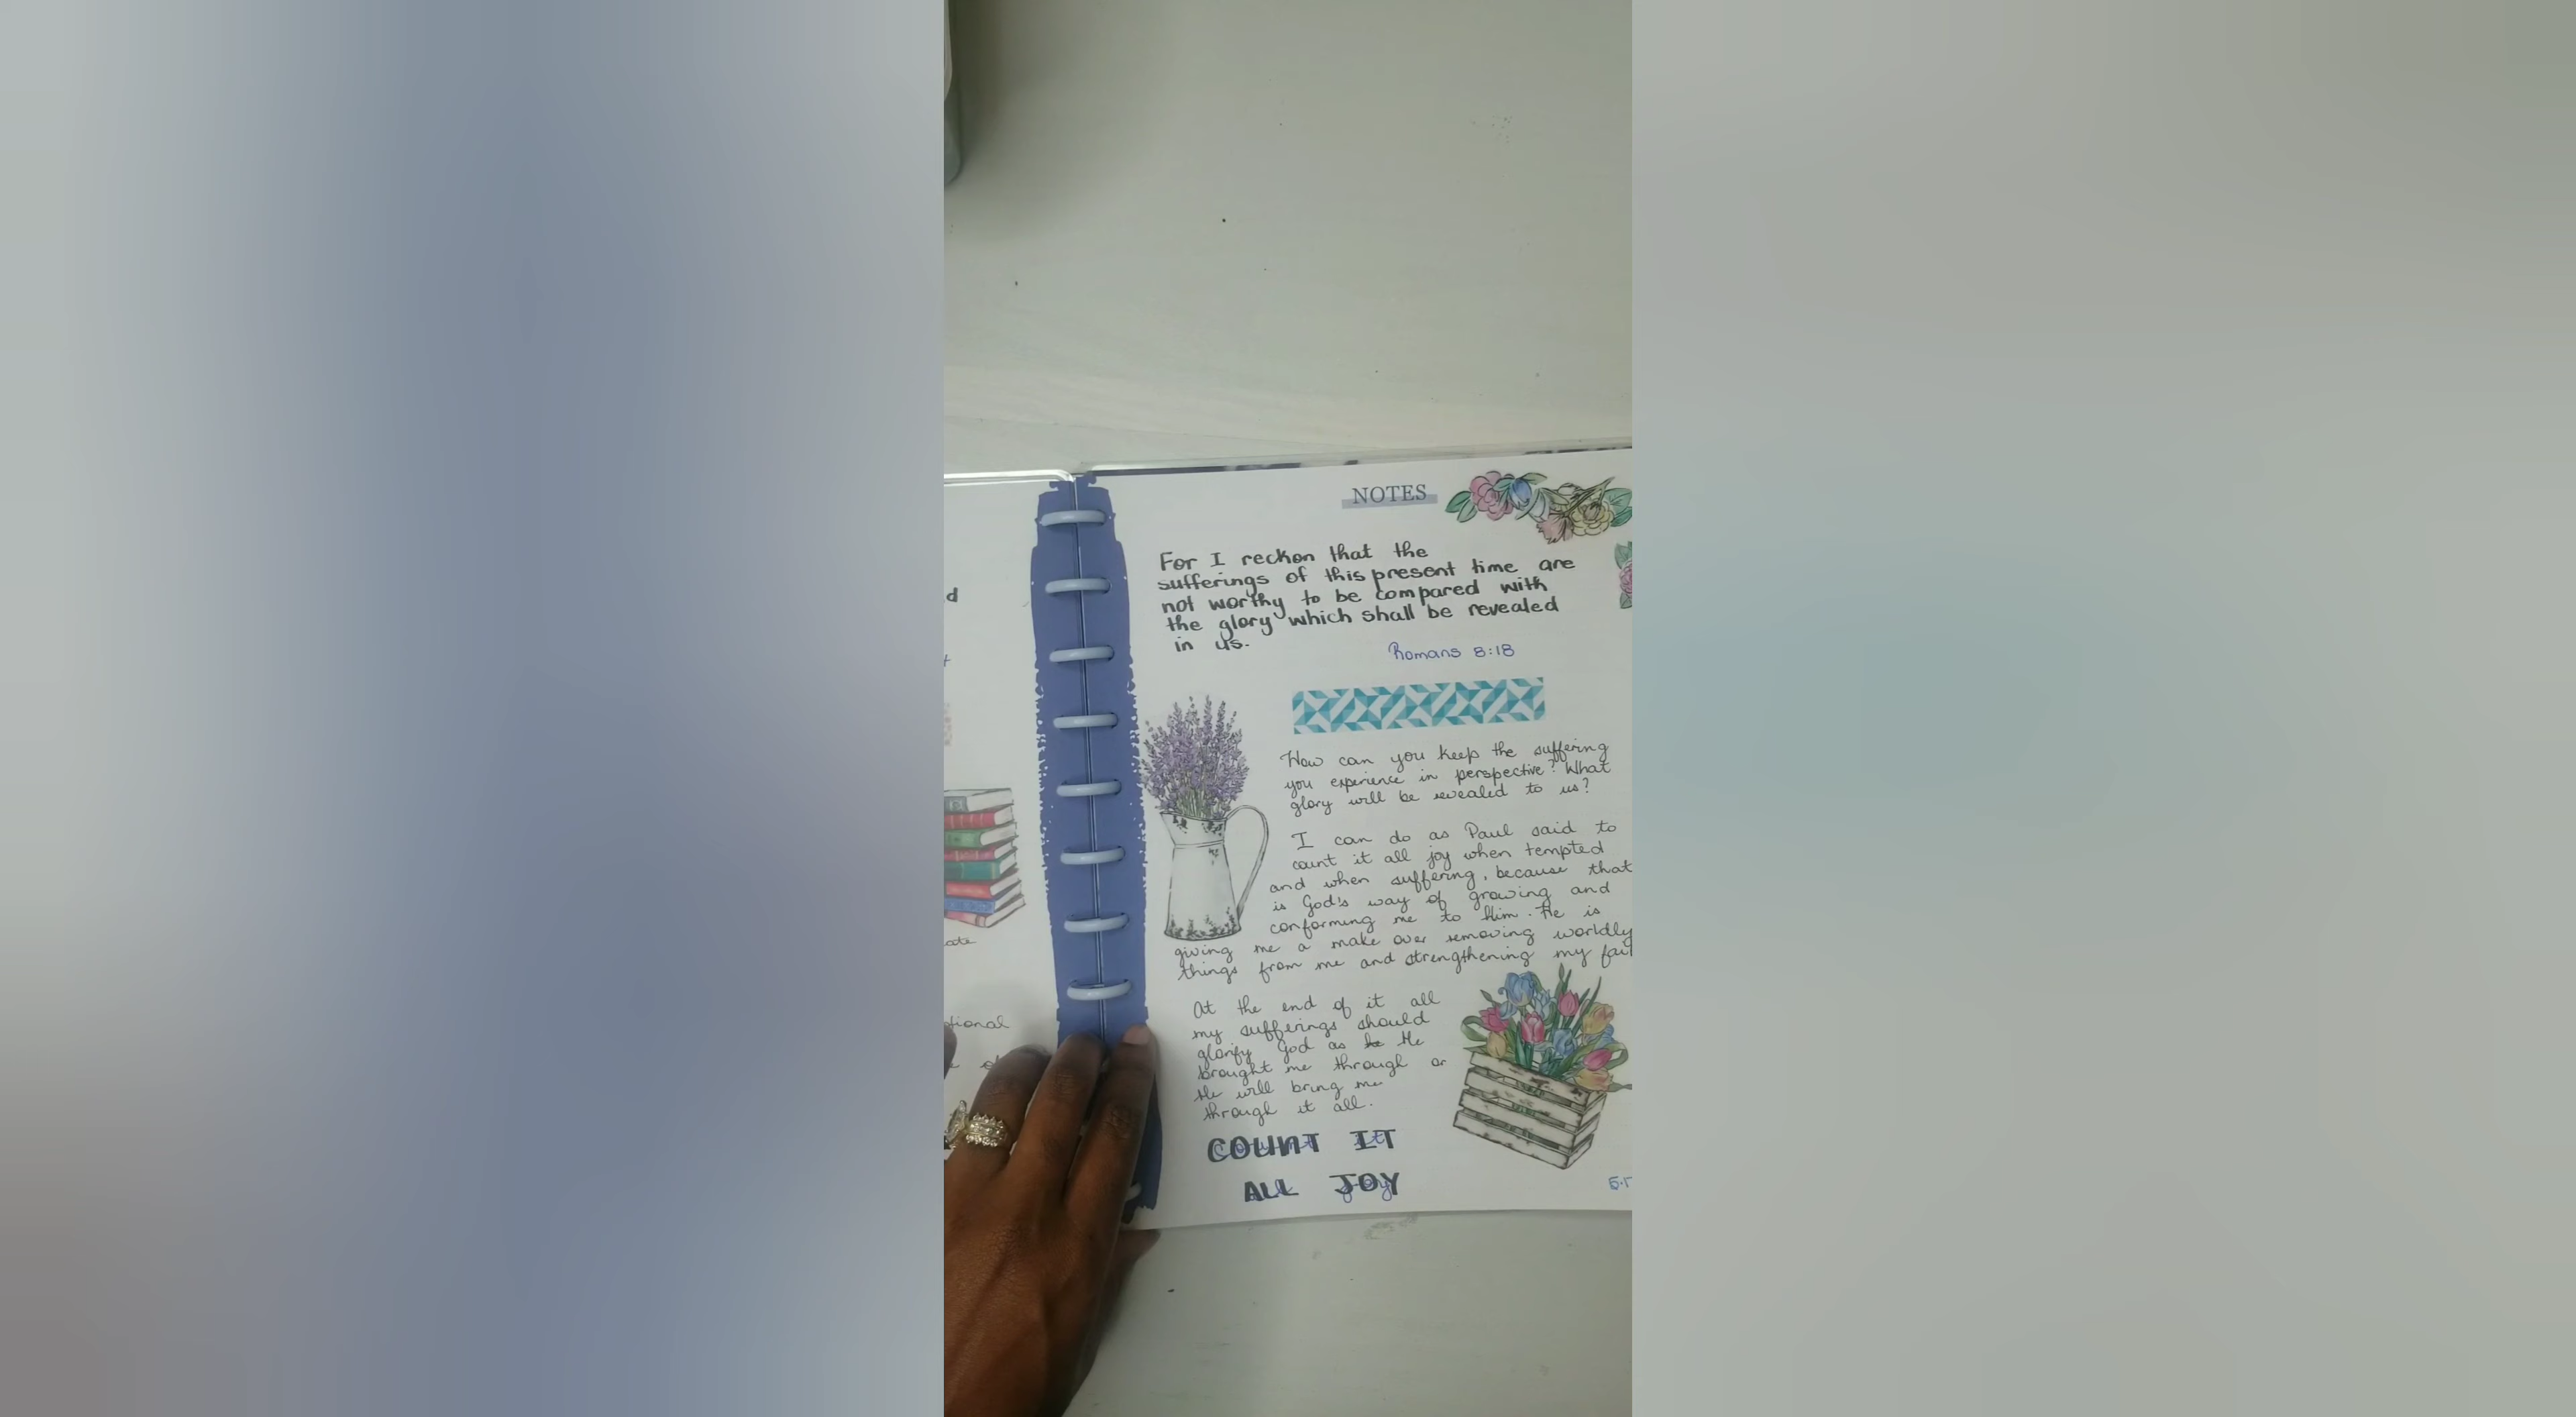 NOTES
For I reckon that the
sufferings of this present time are
not worthy to be compared with
the glory which shall be revealed
in us.
Romans 8:18
How can you keep the suffering
you experience in perspective? What
glory will be revealed to us?
I can do as Paul said to
count it all joy when tempted
and when suffering, because that
is God's way of growing and
conforming me to Him. He is
giving me a make over removing worldly
things from me and strengthening my fai
At the end of it all
my sufferings should
glorify God as he He
brought me through or
He will bring me
through it all.
COUNT IT
ALL JOY
d
cate
tional